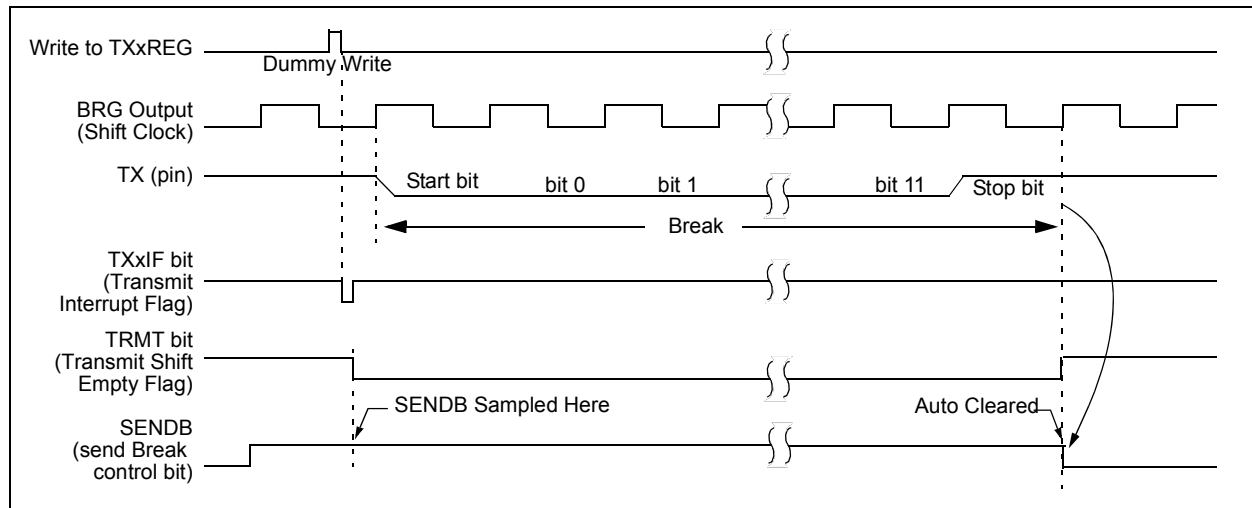 Write to TXxREG
Dummy Write
BRG Output
(Shift Clock)
TX (pin)
Start bit
bit 0
bit 1
bit 11
Stop bit
Break
TXxIF bit
(Transmit
Interrupt Flag)
TRMT bit
(Transmit Shift
Empty Flag)
SENDB Sampled Here
Auto Cleared
SENDB
(send Break
control bit)